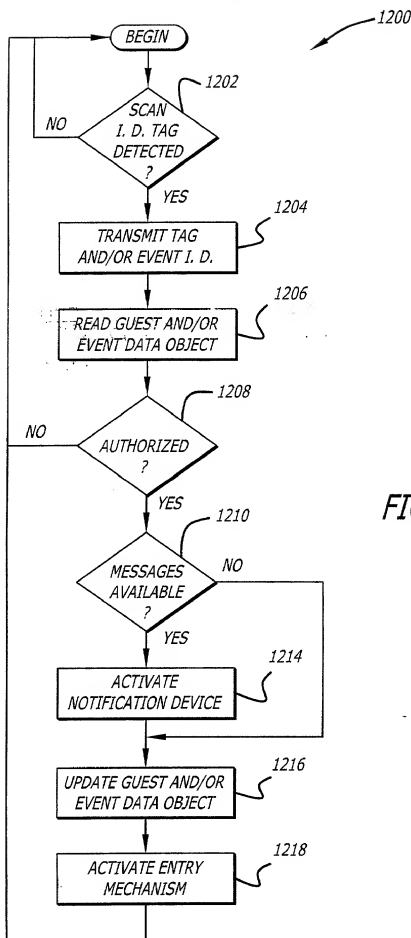 1200
BEGIN
1202
SCAN
I. D. TAG
DETECTED
?
NO
YES
1204
TRANSMIT TAG
AND/OR EVENT I. D.
1206
READ GUEST AND/OR
EVENT DATA OBJECT
1208
NO
AUTHORIZED
?
YES
1210
FIG
MESSAGES
AVAILABLE
?
NO
YES
1214
ACTIVATE
NOTIFICATION DEVICE
1216
UPDATE GUEST AND/OR
EVENT DATA OBJECT
1218
ACTIVATE ENTRY
MECHANISM